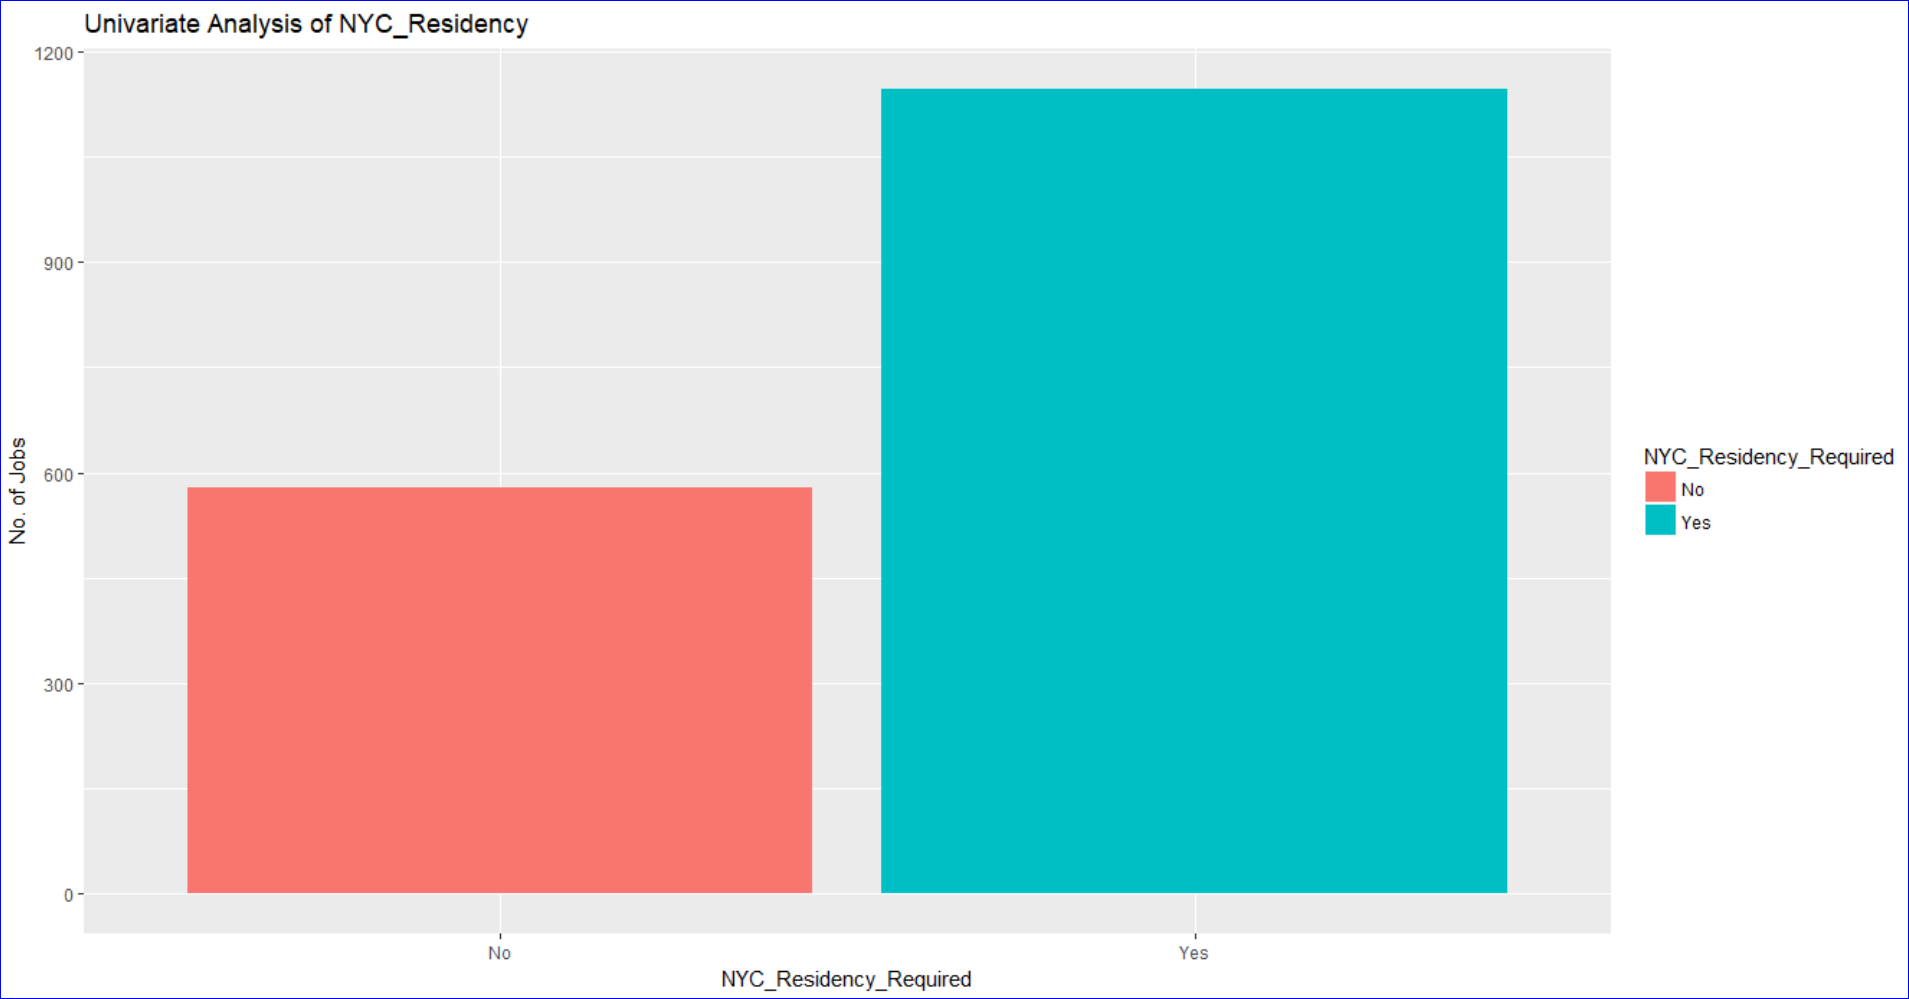 Univariate Analysis of NYC_Residency
1200
900
600
300
0
No. of Jobs
No
Yes
NYC_Residency_Required
NYC_Residency_Required
No
Yes